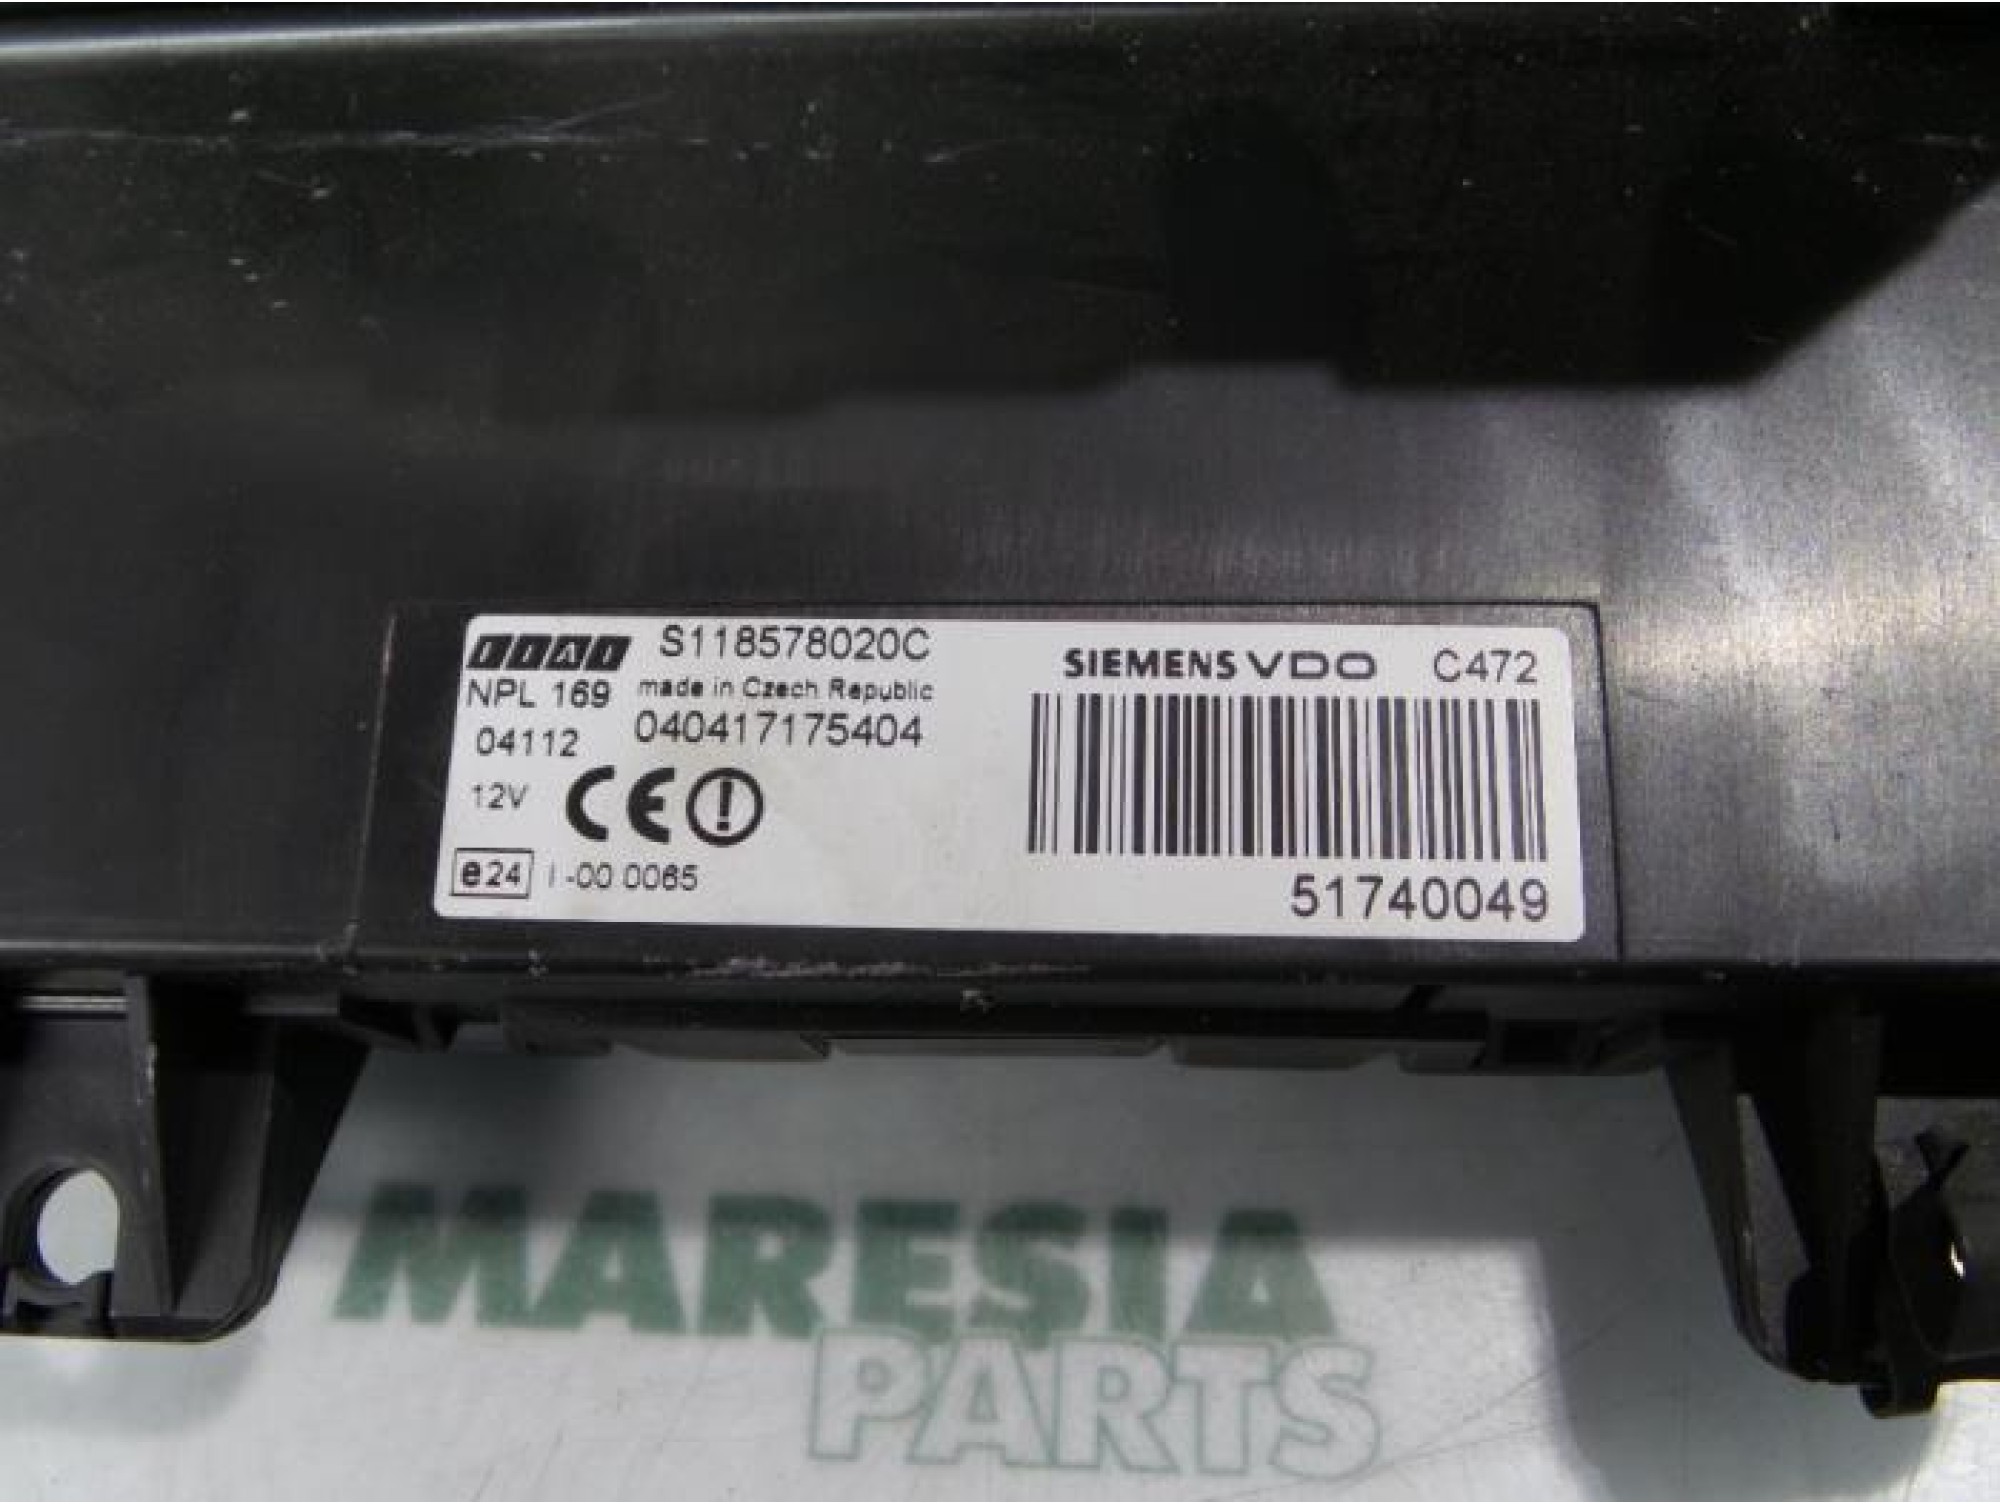 FIAT S118578020C
NPL 169 made in Czech Republic
04112 040417175404
12V CE
e24 I-00 0065
SIEMENS VDO C472
51740049
MARESIA
PARTS